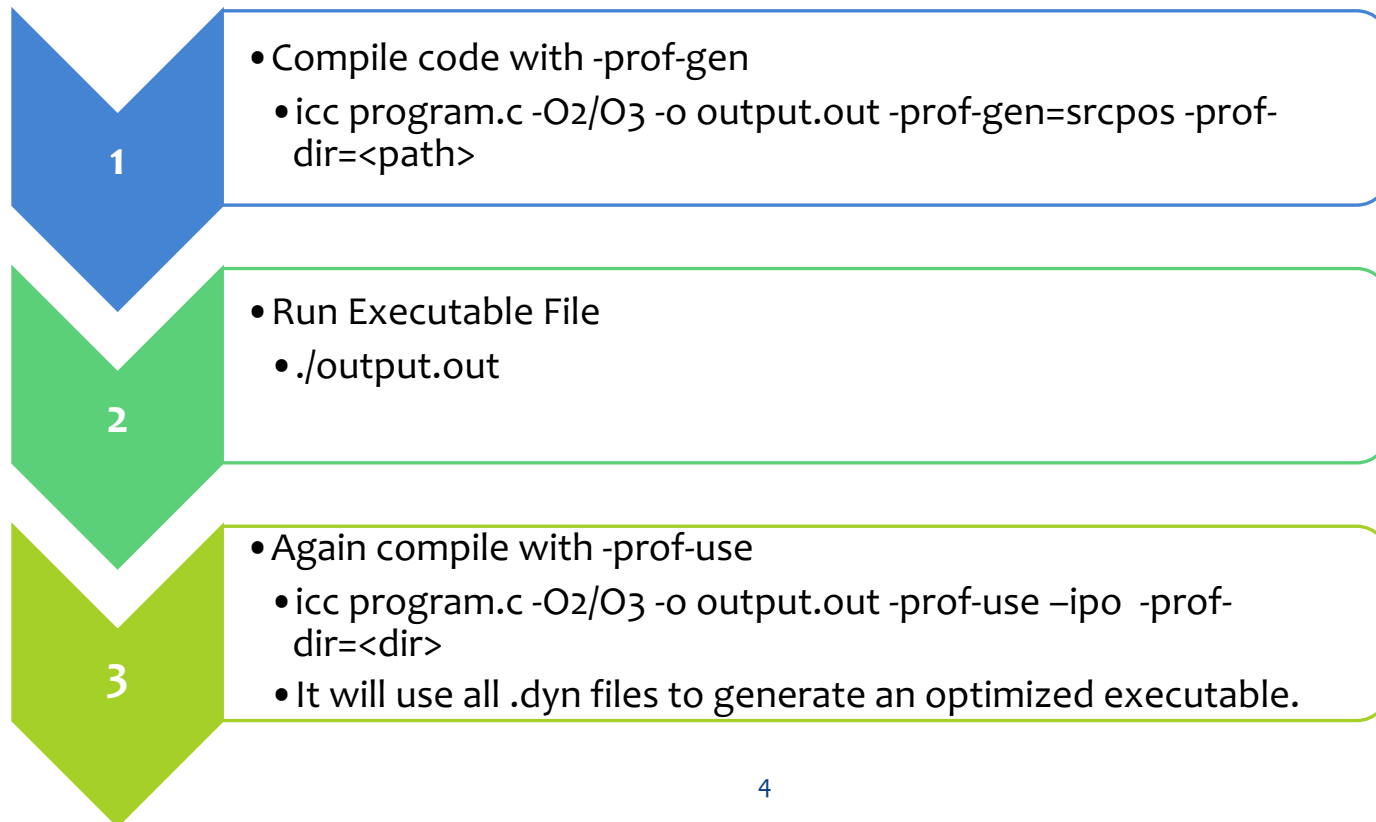 1
•Compile code with -prof-gen
•icc program.c -O2/O3 -o output.out -prof-gen=srcpos -prof-
dir=<path>
2
•Run Executable File
•./output.out
3
•Again compile with -prof-use
•icc program.c -O2/O3 -o output.out -prof-use –ipo -prof-
dir=<dir>
•It will use all .dyn files to generate an optimized executable.
4